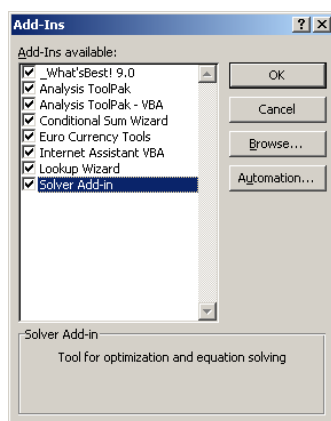 Add-Ins
Add-Ins available:
_What'sBest! 9.0
Analysis ToolPak
Analysis ToolPak - VBA
Conditional Sum Wizard
Euro Currency Tools
Internet Assistant VBA
Lookup Wizard
Solver Add-in
OK
Cancel
Browse...
Automation...
Solver Add-in
Tool for optimization and equation solving